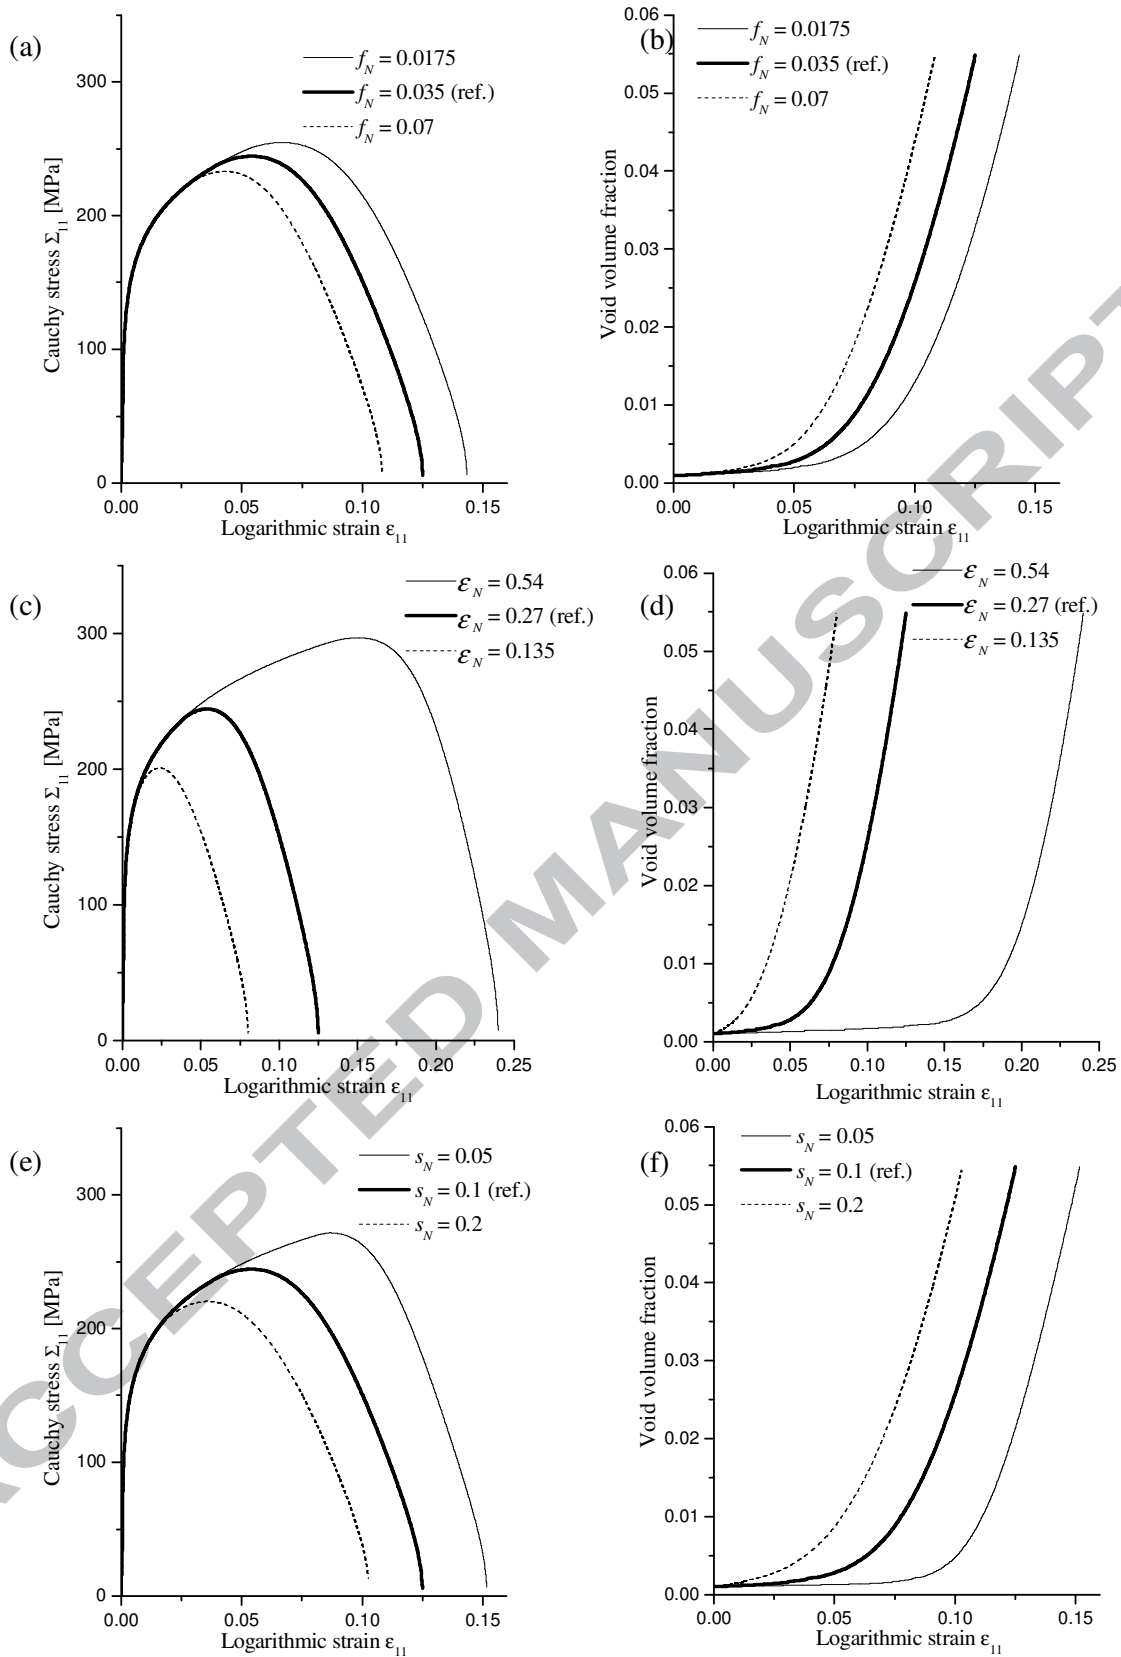 (a)
f_N = 0.0175
f_N = 0.035 (ref.)
f_N = 0.07
Cauchy stress Σ₁₁ [MPa]
300
200
100
0
0.00 0.05 0.10 0.15
Logarithmic strain ε₁₁
(b)
f_N = 0.0175
f_N = 0.035 (ref.)
f_N = 0.07
Void volume fraction
0.06
0.05
0.04
0.03
0.02
0.01
0.00
0.00 0.05 0.10 0.15
Logarithmic strain ε₁₁
(c)
ε_N = 0.54
ε_N = 0.27 (ref.)
ε_N = 0.135
Cauchy stress Σ₁₁ [MPa]
300
200
100
0
0.00 0.05 0.10 0.15 0.20 0.25
Logarithmic strain ε₁₁
(d)
ε_N = 0.54
ε_N = 0.27 (ref.)
ε_N = 0.135
Void volume fraction
0.06
0.05
0.04
0.03
0.02
0.01
0.00
0.00 0.05 0.10 0.15 0.20 0.25
Logarithmic strain ε₁₁
(e)
s_N = 0.05
s_N = 0.1 (ref.)
s_N = 0.2
Cauchy stress Σ₁₁ [MPa]
300
200
100
0
0.00 0.05 0.10 0.15
Logarithmic strain ε₁₁
(f)
s_N = 0.05
s_N = 0.1 (ref.)
s_N = 0.2
Void volume fraction
0.06
0.05
0.04
0.03
0.02
0.01
0.00
0.00 0.05 0.10 0.15
Logarithmic strain ε₁₁
ACCEPTED MANUSCRIPT